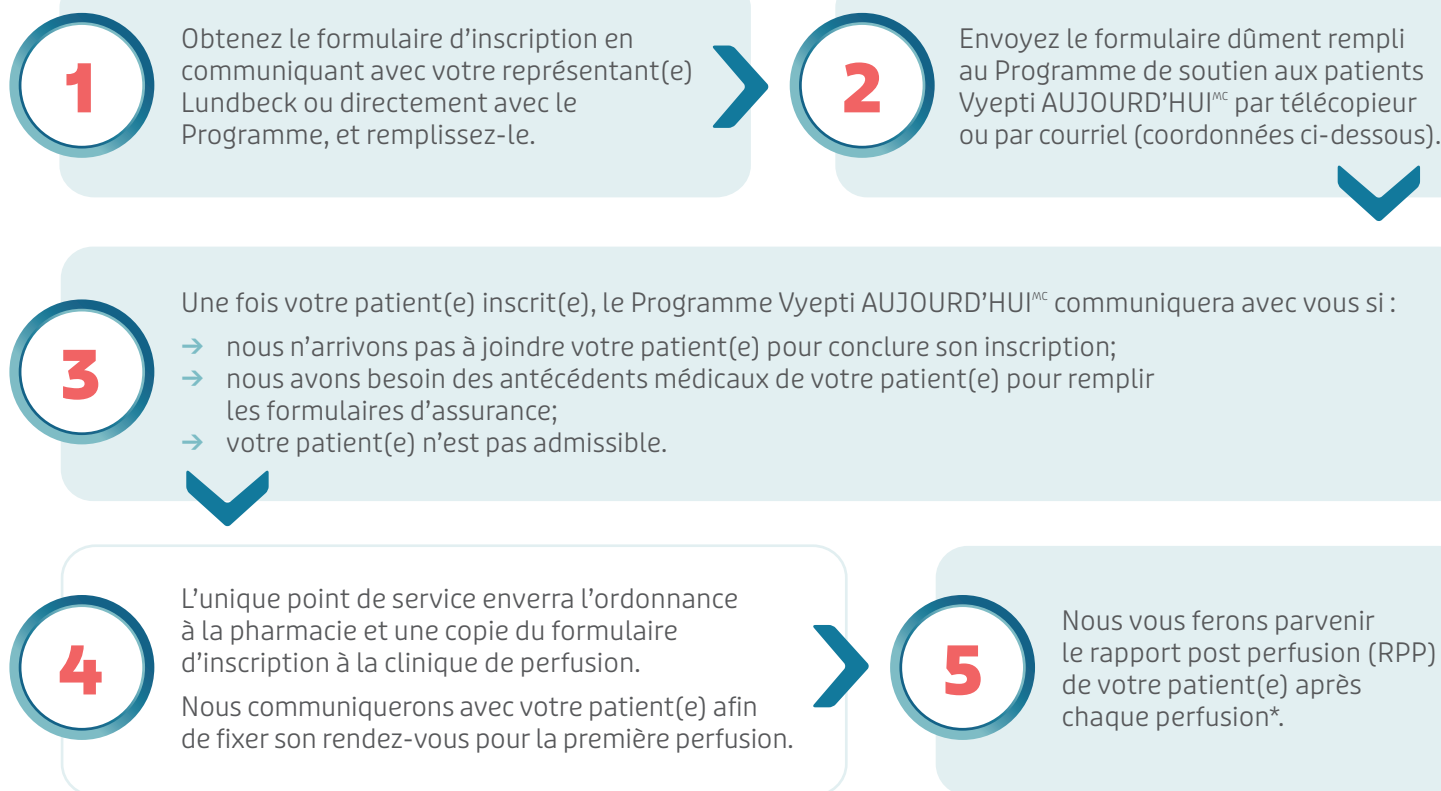 1
Obtenez le formulaire d'inscription en
communiquant avec votre représentant(e)
Lundbeck ou directement avec le
Programme, et remplissez-le.
2
Envoyez le formulaire dûment rempli
au Programme de soutien aux patients
Vyepti AUJOURD'HUIᴹᶜ par télécopieur
ou par courriel (coordonnées ci-dessous).
3
Une fois votre patient(e) inscrit(e), le Programme Vyepti AUJOURD'HUIᴹᶜ communiquera avec vous si :
→ nous n'arrivons pas à joindre votre patient(e) pour conclure son inscription;
→ nous avons besoin des antécédents médicaux de votre patient(e) pour remplir
les formulaires d'assurance;
→ votre patient(e) n'est pas admissible.
4
L'unique point de service enverra l'ordonnance
à la pharmacie et une copie du formulaire
d'inscription à la clinique de perfusion.
Nous communiquerons avec votre patient(e) afin
de fixer son rendez-vous pour la première perfusion.
5
Nous vous ferons parvenir
le rapport post perfusion (RPP)
de votre patient(e) après
chaque perfusion*.